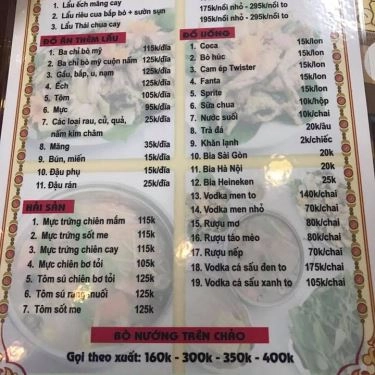 1. Lẩu ếch măng cay
2. Lẩu riêu cua bắp bò + sườn sụn
3. Lẩu Thái chua cay
175k/nồi nhỏ - 295k/nồi to
195k/nồi nhỏ - 295k/nồi to
ĐỒ ĂN THÊM LẨU
1. Ba chỉ bò mỹ 115k/đĩa
2. Ba chỉ bò mỹ cuộn nấm 125k/đĩa
3. Gầu, bắp, u, nạm 135k/đĩa
4. Ếch 125k/đĩa
5. Tôm 105k/đĩa
6. Mực 95k/đĩa
7. Các loại rau, củ, quả, 25k/đĩa
nấm kim châm
8. Măng 35k/đĩa
9. Bún, miến 15k/đĩa
10. Đậu phụ 15k/đĩa
11. Đậu rán 25k/đĩa
HẢI SẢN
1. Mực trứng chiên mắm 115k
2. Mực trứng sốt me 115k
3. Mực trứng chiên cay 115k
4. Mực chiên bơ tỏi 105k
5. Tôm sú chiên bơ tỏi 125k
6. Tôm sú rang muối 125k
7. Tôm sốt me 125k
ĐỒ UỐNG
1. Coca 15k/lon
2. Bò húc 15k/lon
3. Cam ép Twister 15k/lon
4. Fanta 15k/lon
5. Sprite 15k/lon
6. Sữa chua 10k/hộp
7. Nước suối 10k/chai
8. Trà đá 20k/ấu
9. Khăn lạnh 2k/chiếc
10. Bia Sài Gòn 20k
11. Bia Hà Nội 20k
12. Bia Heineken 25k
13. Vodka men to 140k/chai
14. Vodka men nhỏ 70k/chai
15. Rượu mơ 80k/chai
16. Rượu táo mèo 80k/chai
17. Rượu nếp 70k/chai
18. Vodka cá sấu đen to 175k/chai
19. Vodka cá sấu xanh to 105k/chai
BÒ NƯỚNG TRÊN CHẢO
Gọi theo xuất: 160k - 300k - 350k - 400k